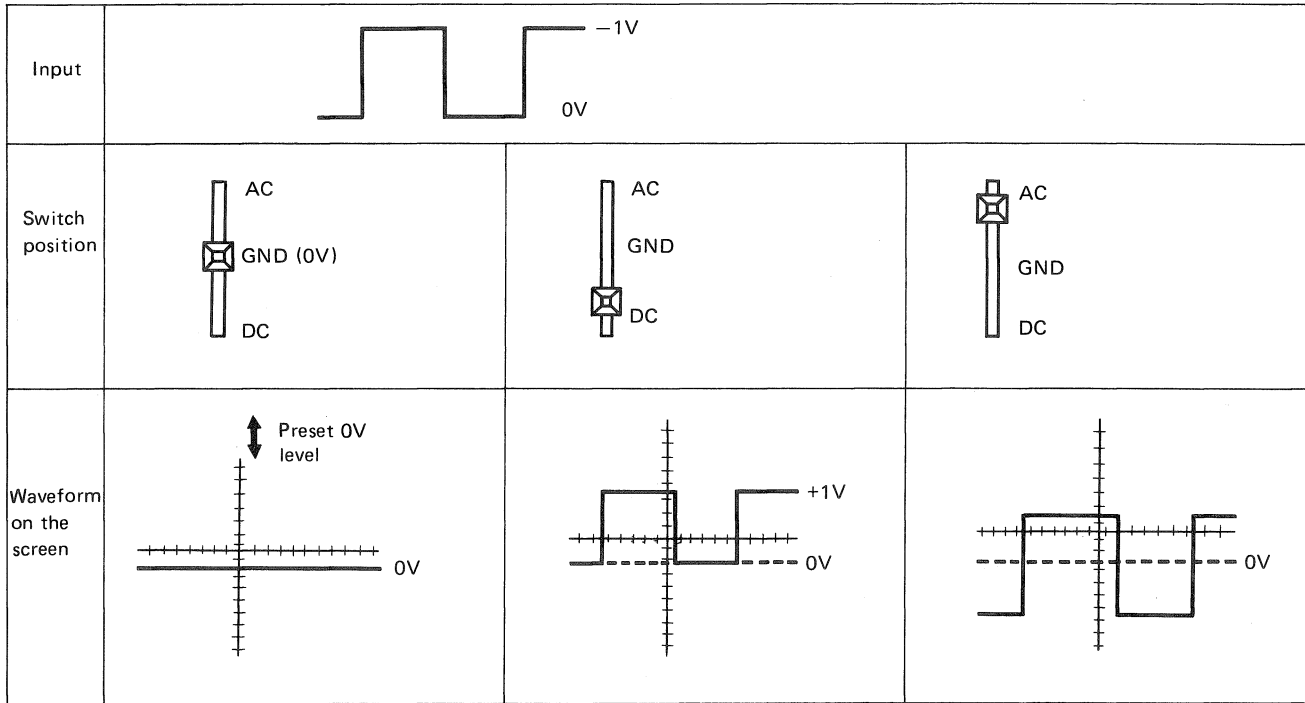 Input
—1V
0V
Switch
position
AC
GND (0V)
DC
AC
GND
DC
AC
GND
DC
Waveform
on the
screen
Preset 0V
level
0V
+1V
0V
0V